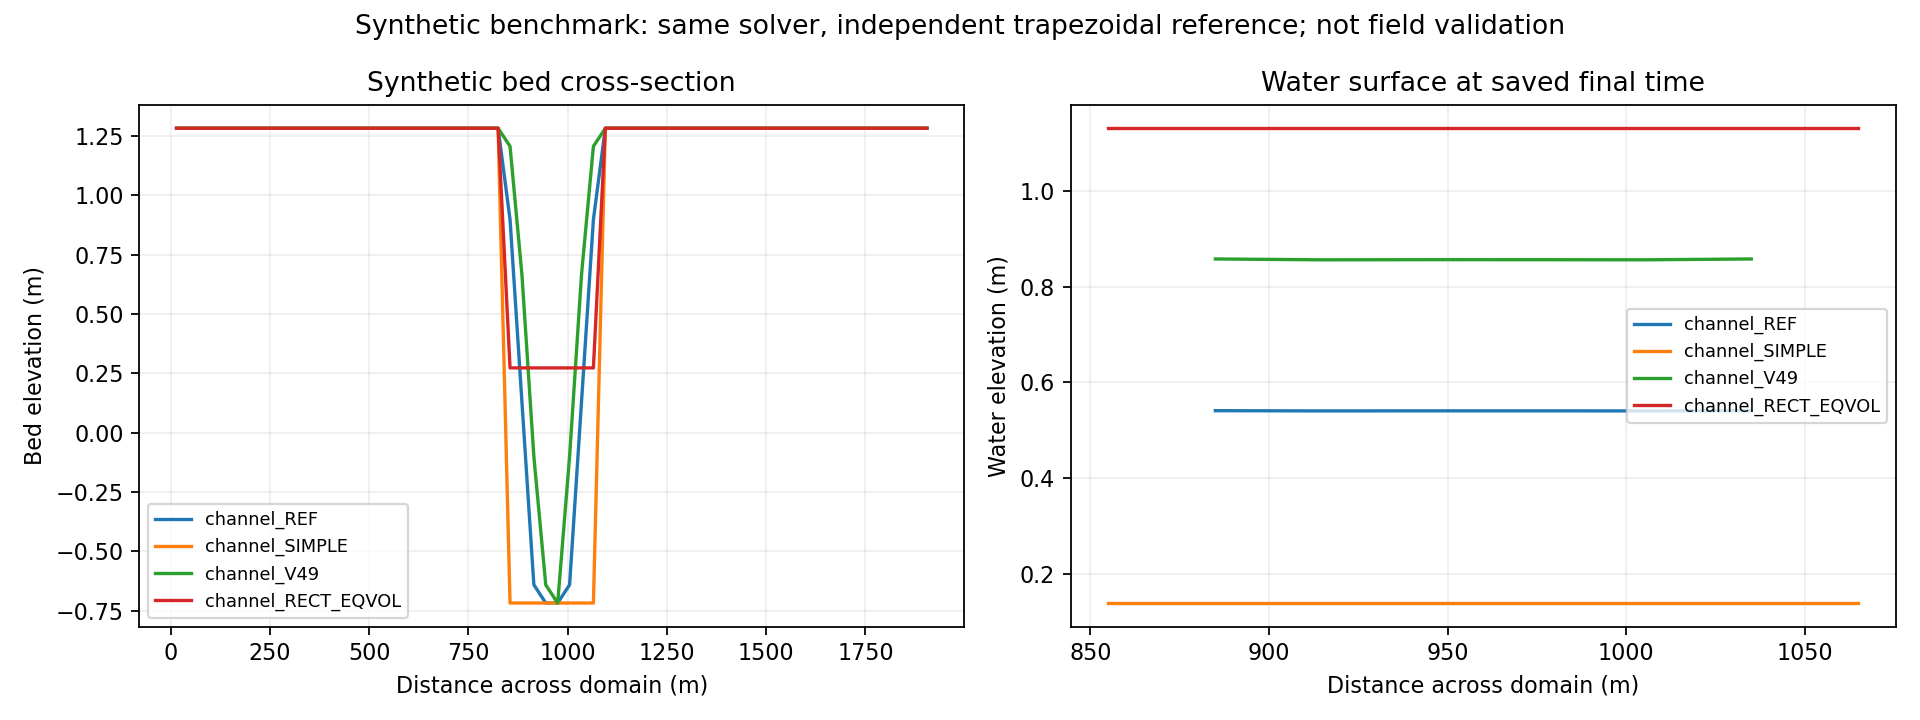 Synthetic benchmark: same solver, independent trapezoidal reference; not field validation
Synthetic bed cross-section
Bed elevation (m)
1.25
1.00
0.75
0.50
0.25
0.00
−0.25
−0.50
−0.75
channel_REF
channel_SIMPLE
channel_V49
channel_RECT_EQVOL
0
250
500
750
1000
1250
1500
1750
Distance across domain (m)
Water surface at saved final time
Water elevation (m)
1.0
0.8
0.6
0.4
0.2
channel_REF
channel_SIMPLE
channel_V49
channel_RECT_EQVOL
850
900
950
1000
1050
Distance across domain (m)